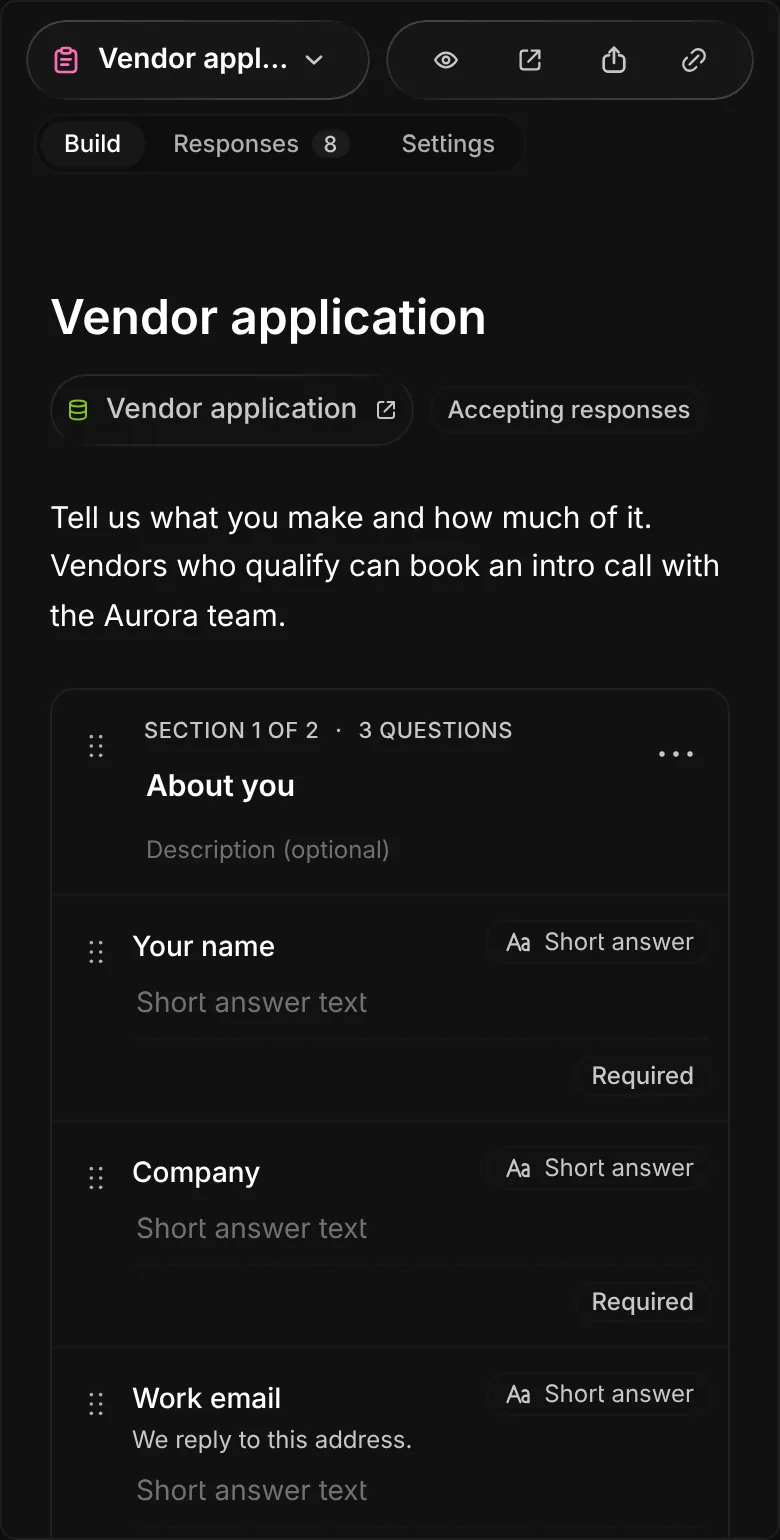 Vendor appl...
Build
Responses 8
Settings
Vendor application
Vendor application
Accepting responses
Tell us what you make and how much of it.
Vendors who qualify can book an intro call with
the Aurora team.
SECTION 1 OF 2 · 3 QUESTIONS
About you
Description (optional)
Your name
Aa Short answer
Short answer text
Required
Company
Aa Short answer
Short answer text
Required
Work email
Aa Short answer
We reply to this address.
Short answer text